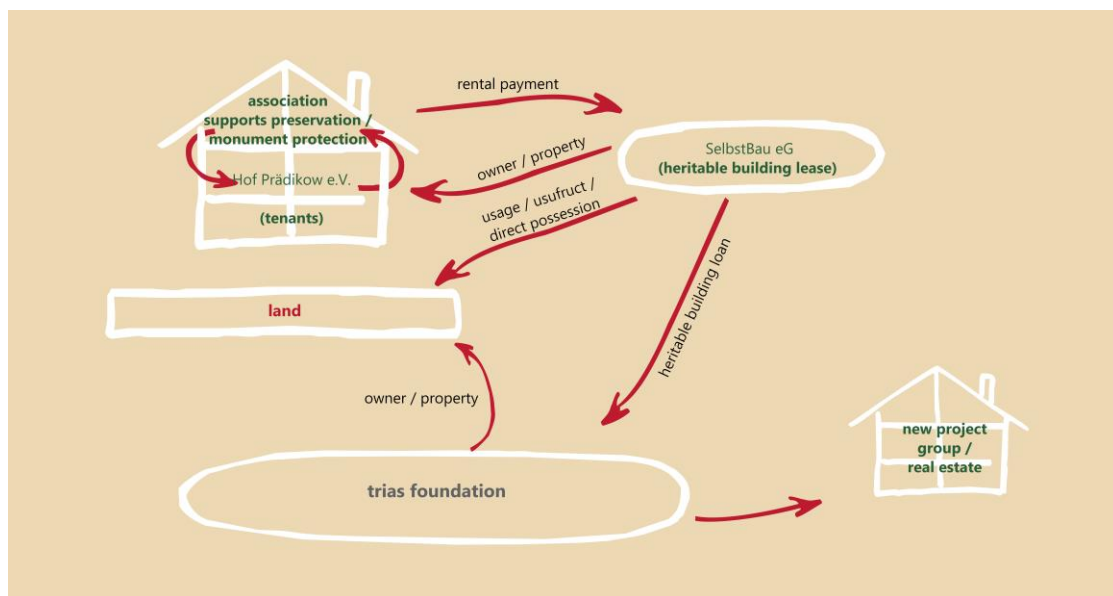 rental payment
association
supports preservation /
monument protection
Hof Prädikow e.V.
(tenants)
owner / property
SelbstBau eG
(heritable building lease)
usage / usufruct /
direct possession
heritable building loan
land
owner / property
trias foundation
new project
group /
real estate